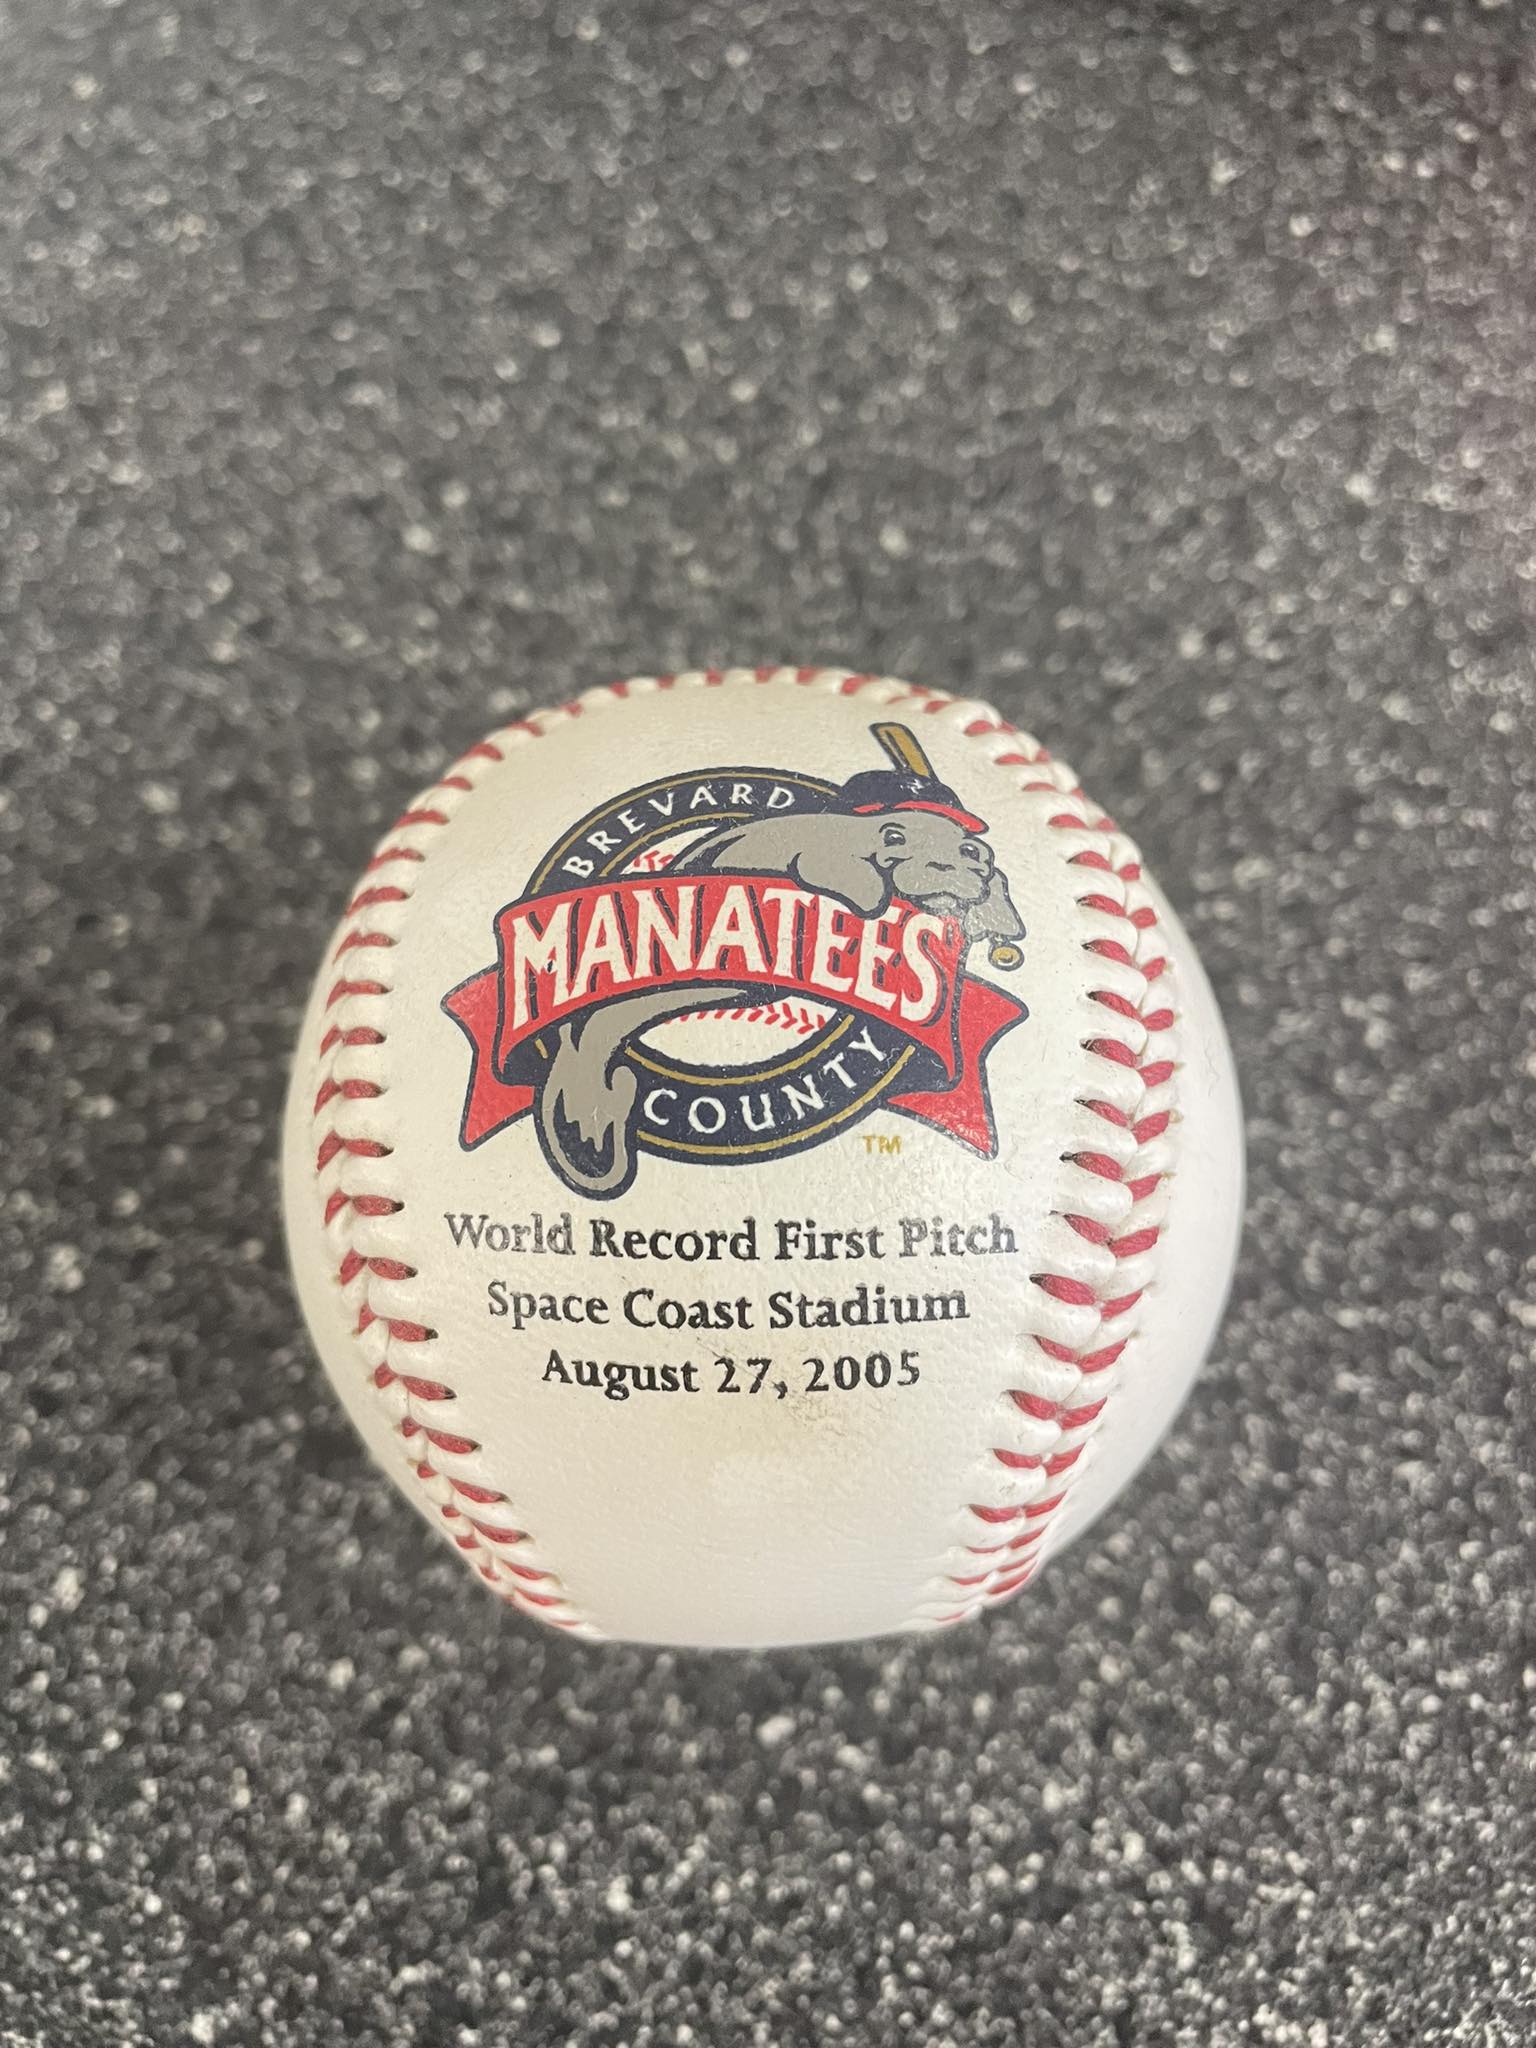 BREVARD
MANATEES
COUNTY
TM
World Record First Pitch
Space Coast Stadium
August 27, 2005